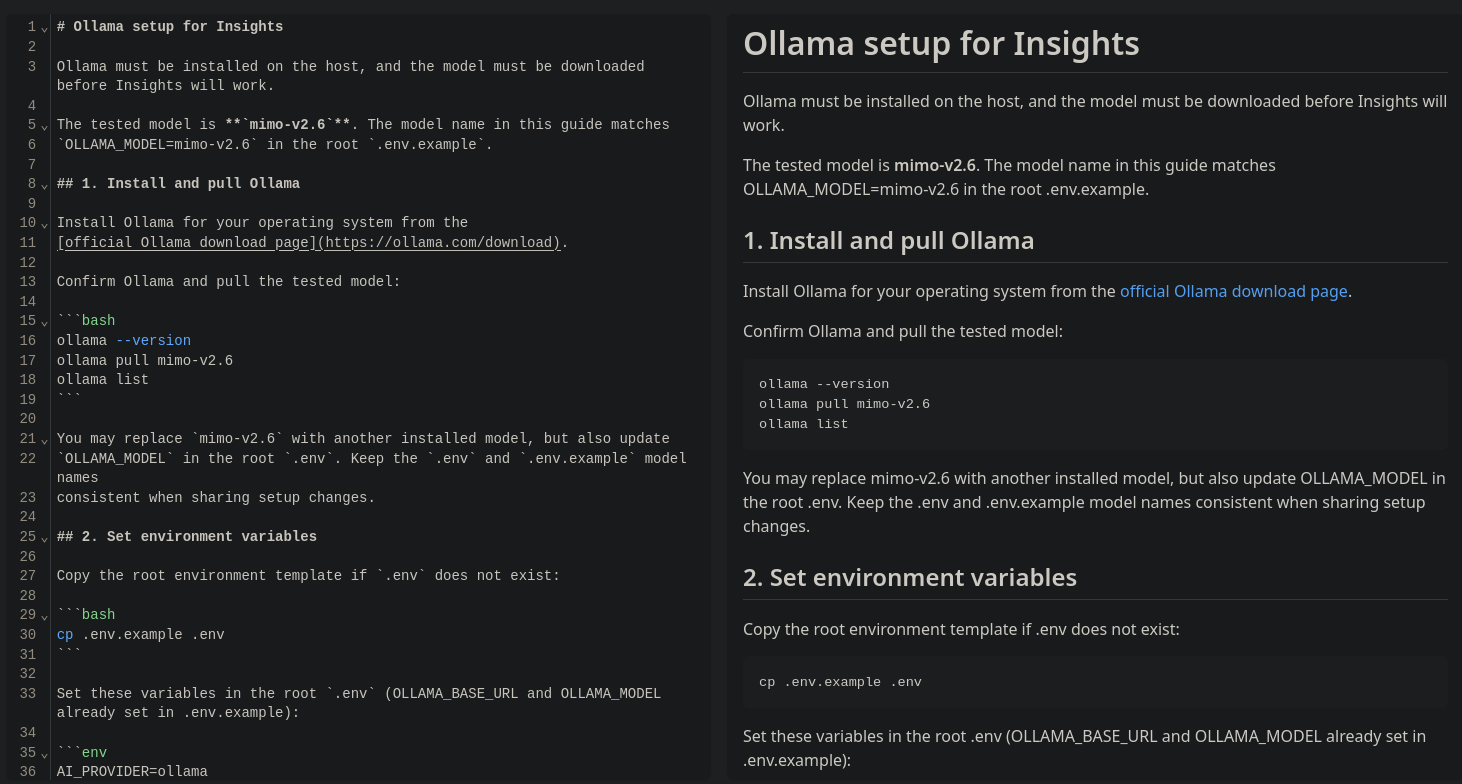 1 # Ollama setup for Insights
2
3 Ollama must be installed on the host, and the model must be downloaded
before Insights will work.
4
5 The tested model is **`mimo-v2.6`**. The model name in this guide matches
6 `OLLAMA_MODEL=mimo-v2.6` in the root `.env.example`.
7
8 ## 1. Install and pull Ollama
9
10 Install Ollama for your operating system from the
11 [official Ollama download page](https://ollama.com/download).
12
13 Confirm Ollama and pull the tested model:
14
15 ```bash
16 ollama --version
17 ollama pull mimo-v2.6
18 ollama list
19 ```
20
21 You may replace `mimo-v2.6` with another installed model, but also update
22 `OLLAMA_MODEL` in the root `.env`. Keep the `.env` and `.env.example` model
names
23 consistent when sharing setup changes.
24
25 ## 2. Set environment variables
26
27 Copy the root environment template if `.env` does not exist:
28
29 ```bash
30 cp .env.example .env
31 ```
32
33 Set these variables in the root `.env` (OLLAMA_BASE_URL and OLLAMA_MODEL
already set in .env.example):
34
35 ```env
36 AI_PROVIDER=ollama
Ollama setup for Insights
Ollama must be installed on the host, and the model must be downloaded before Insights will
work.
The tested model is mimo-v2.6. The model name in this guide matches
OLLAMA_MODEL=mimo-v2.6 in the root .env.example.
1. Install and pull Ollama
Install Ollama for your operating system from the official Ollama download page.
Confirm Ollama and pull the tested model:
ollama --version
ollama pull mimo-v2.6
ollama list
You may replace mimo-v2.6 with another installed model, but also update OLLAMA_MODEL in
the root .env. Keep the .env and .env.example model names consistent when sharing setup
changes.
2. Set environment variables
Copy the root environment template if .env does not exist:
cp .env.example .env
Set these variables in the root .env (OLLAMA_BASE_URL and OLLAMA_MODEL already set in
.env.example):